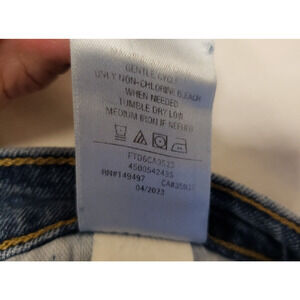 GENTLE CYCLE
ONLY NON-CHLORINE BLEACH
WHEN NEEDED
TUMBLE DRY LOW
MEDIUM IRON IF NEEDED
4500542435
RN#149497
04/2023